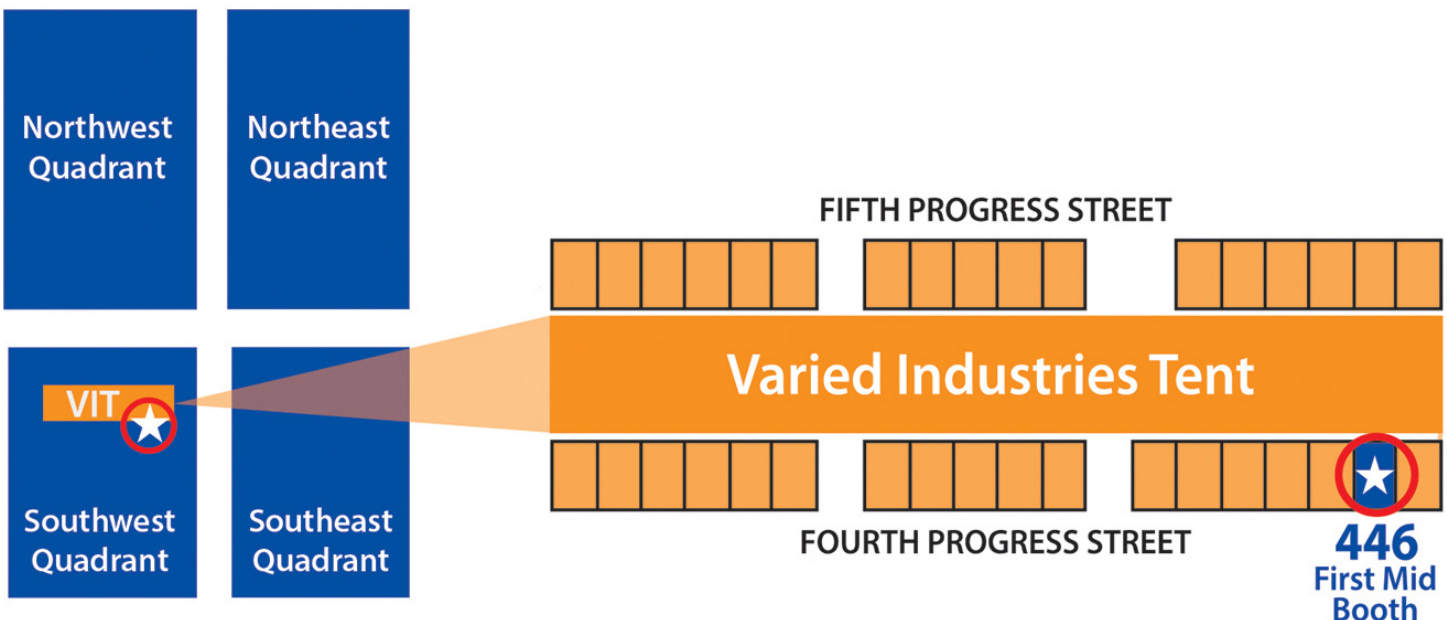 Northwest
Quadrant
Northeast
Quadrant
FIFTH PROGRESS STREET
Varied Industries Tent
VIT
Southwest
Quadrant
Southeast
Quadrant
FOURTH PROGRESS STREET
446
First Mid
Booth